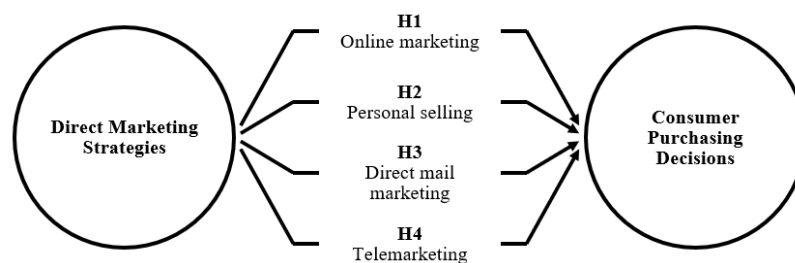 Direct Marketing
Strategies
H1
Online marketing
H2
Personal selling
H3
Direct mail
marketing
H4
Telemarketing
Consumer
Purchasing
Decisions